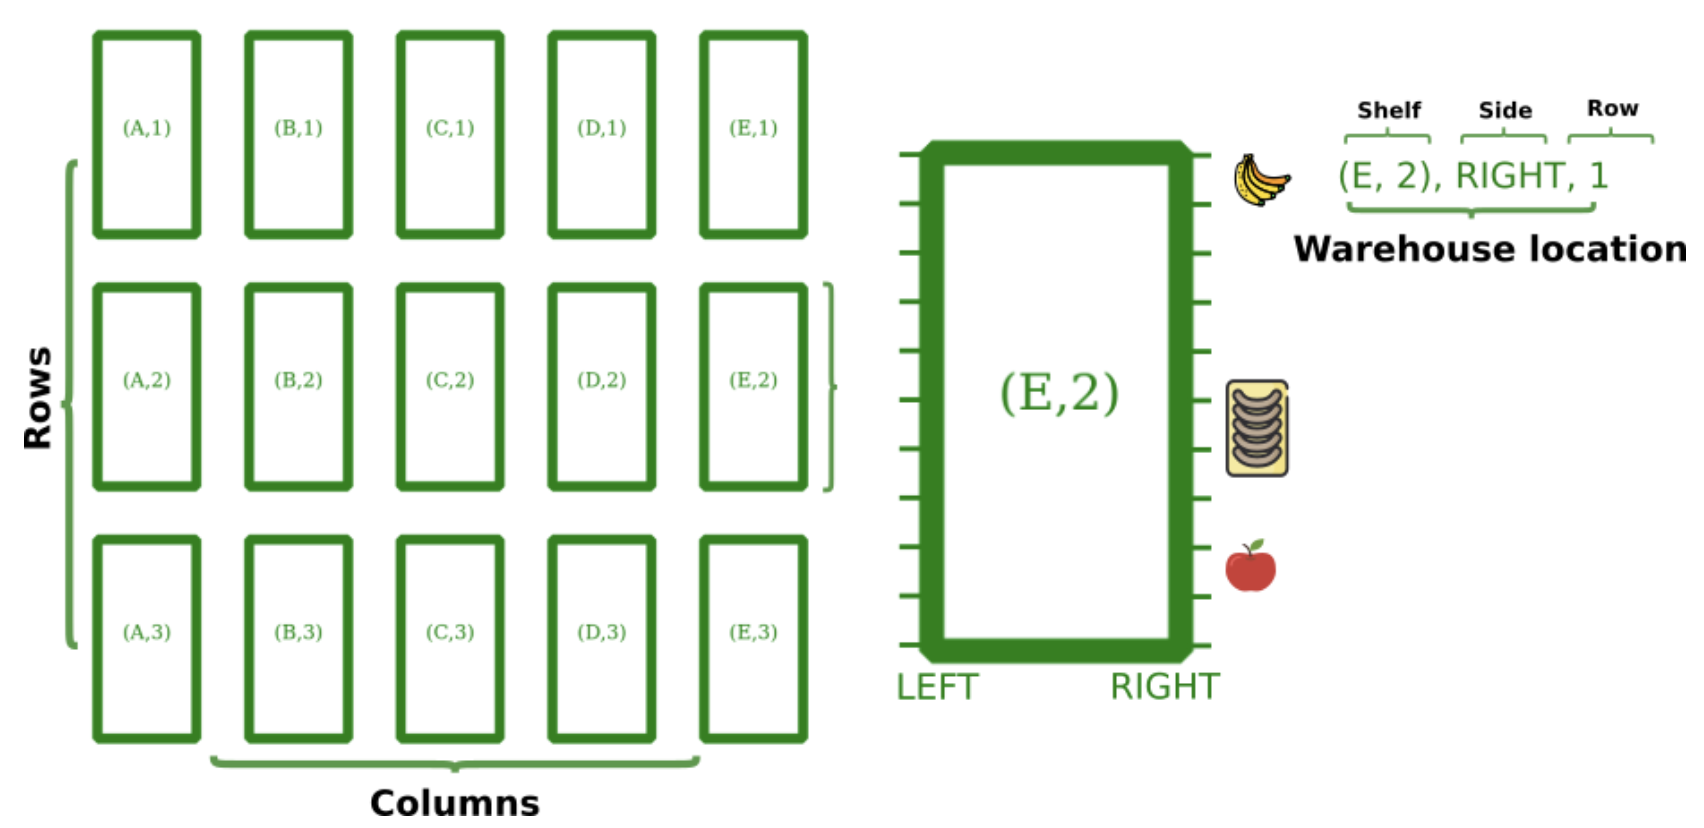 (A,1) (B,1) (C,1) (D,1) (E,1)
(A,2) (B,2) (C,2) (D,2) (E,2)
(A,3) (B,3) (C,3) (D,3) (E,3)
Rows
Columns
(E,2)
LEFT RIGHT
Shelf Side Row
(E, 2), RIGHT, 1
Warehouse location